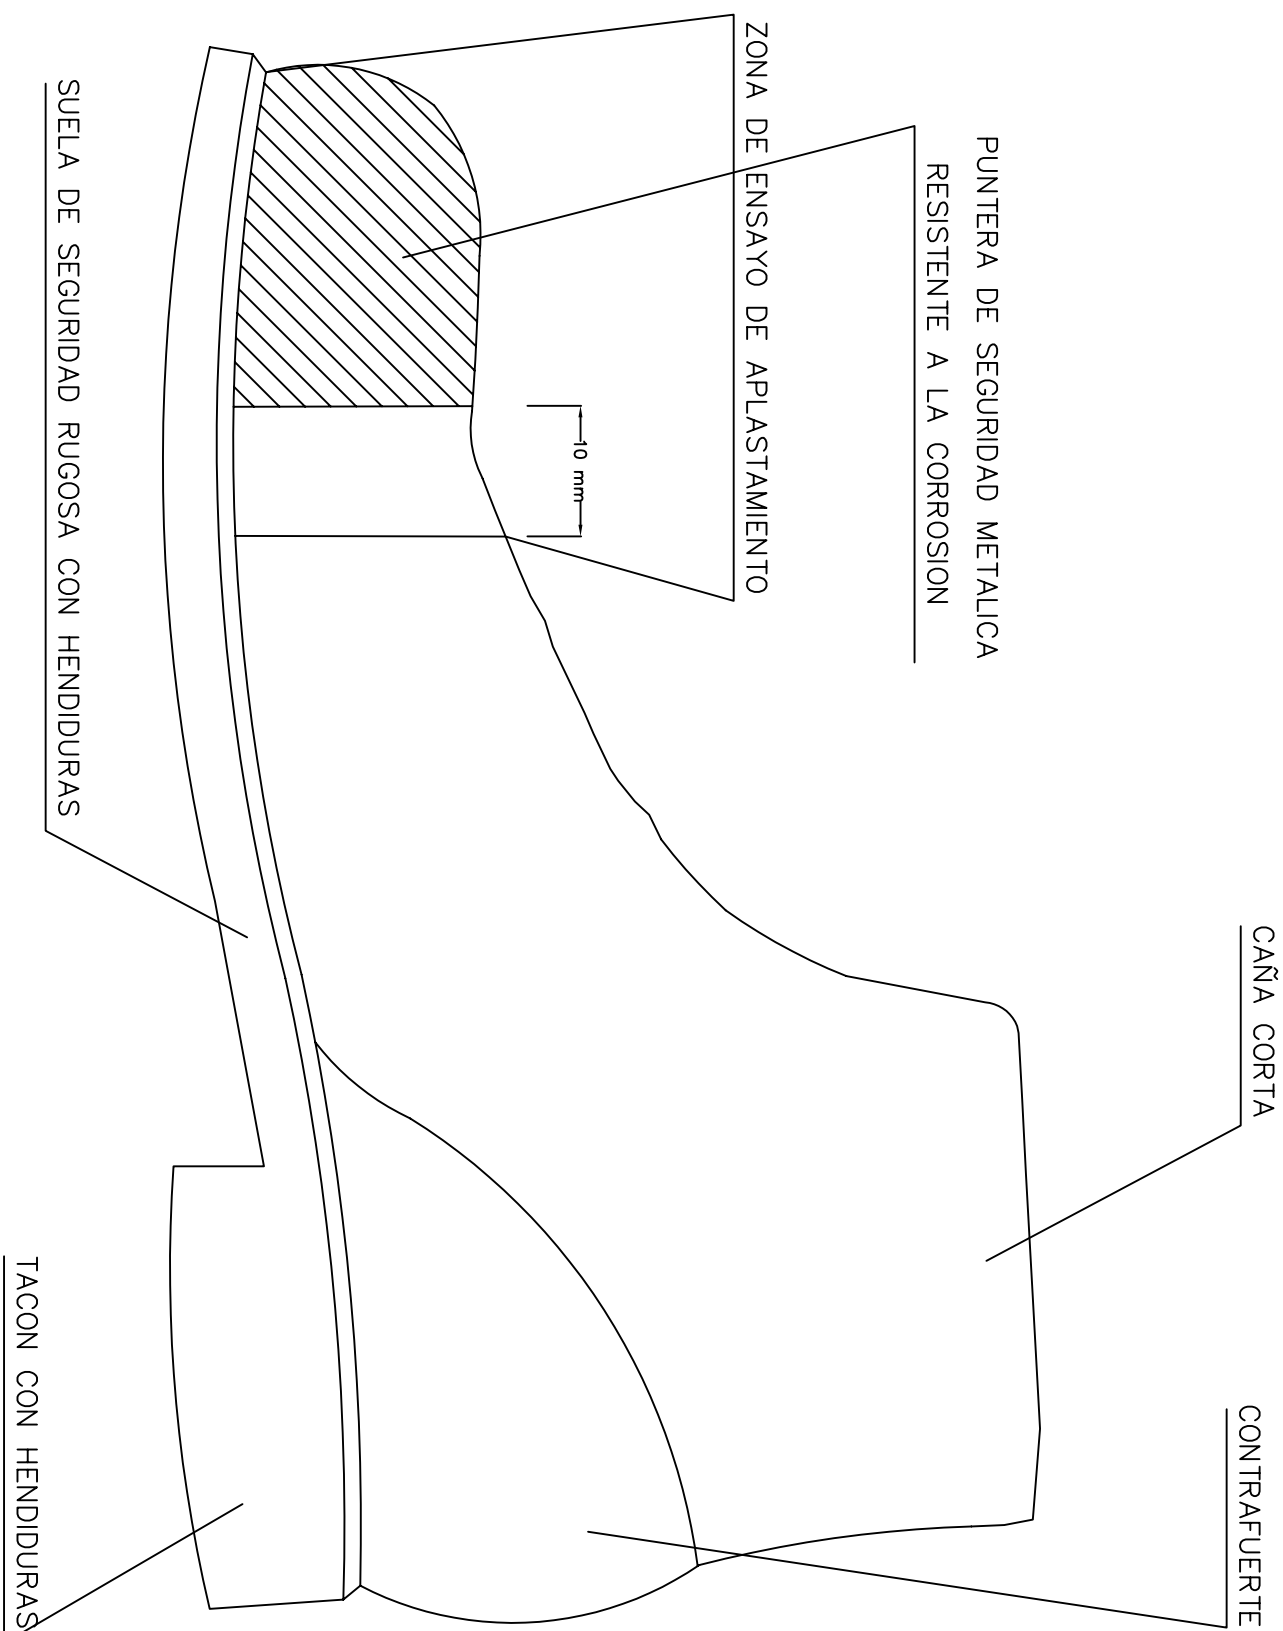 CAÑA CORTA
CONTRAFUERTE
PUNTERA DE SEGURIDAD METALICA
RESISTENTE A LA CORROSION
ZONA DE ENSAYO DE APLASTAMIENTO
10 mm
SUELA DE SEGURIDAD RUGOSA CON HENDIDURAS
TACON CON HENDIDURAS